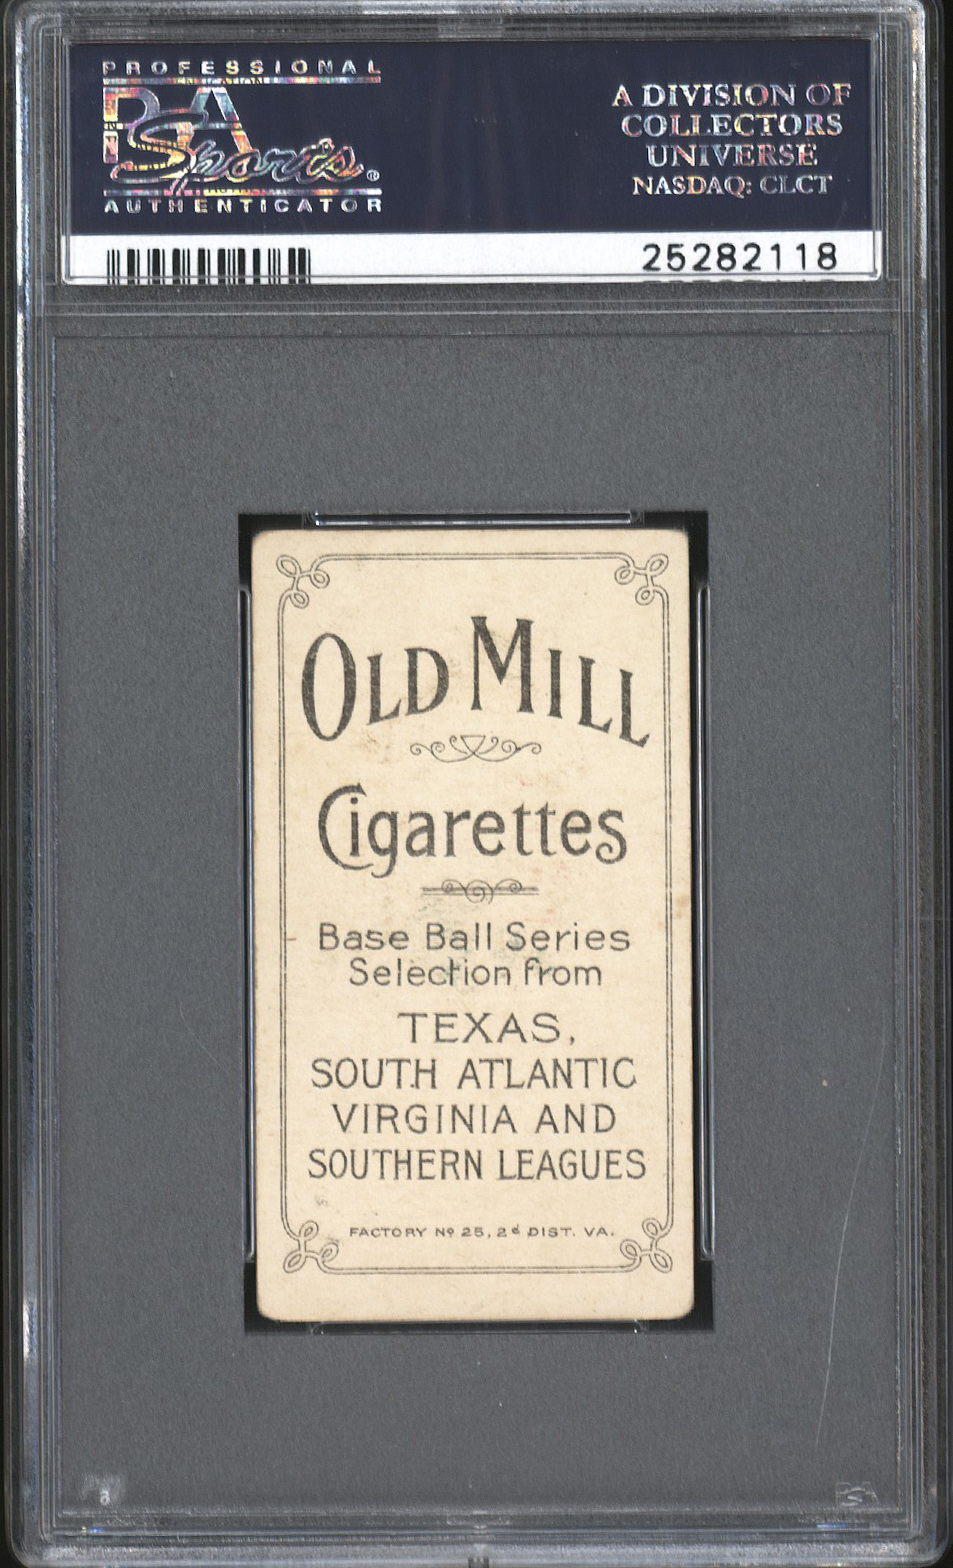 PROFESSIONAL
PSA
Sports®
AUTHENTICATOR
A DIVISION OF
COLLECTORS
UNIVERSE
NASDAQ: CLCT
252821118
OLD MILL
Cigarettes
Base Ball Series
Selection from
TEXAS,
SOUTH ATLANTIC
VIRGINIA AND
SOUTHERN LEAGUES
FACTORY Nº 25, 2ᵈ DIST. VA.